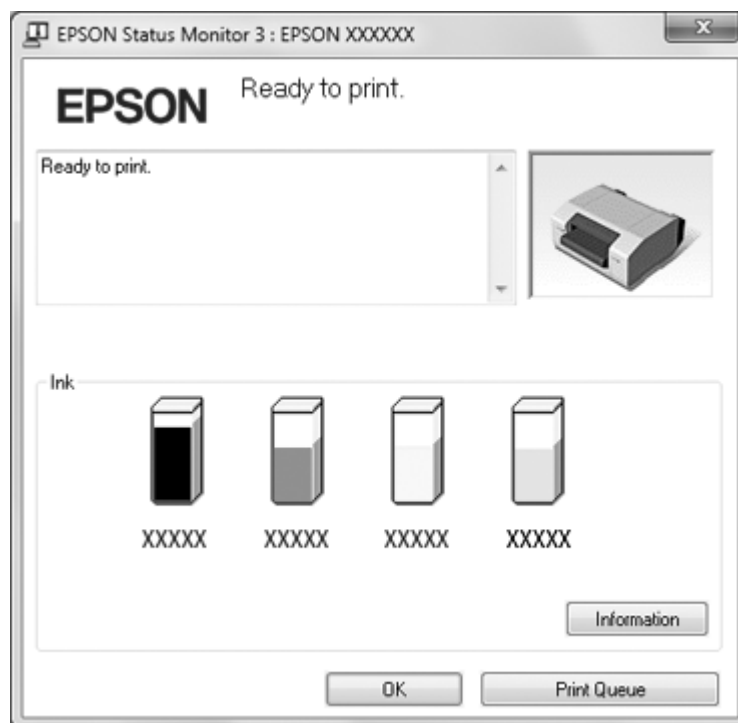 EPSON Status Monitor 3 : EPSON XXXXXX
EPSON
Ready to print.
Ready to print.
Ink
XXXXX XXXXX XXXXX XXXXX
Information
OK Print Queue